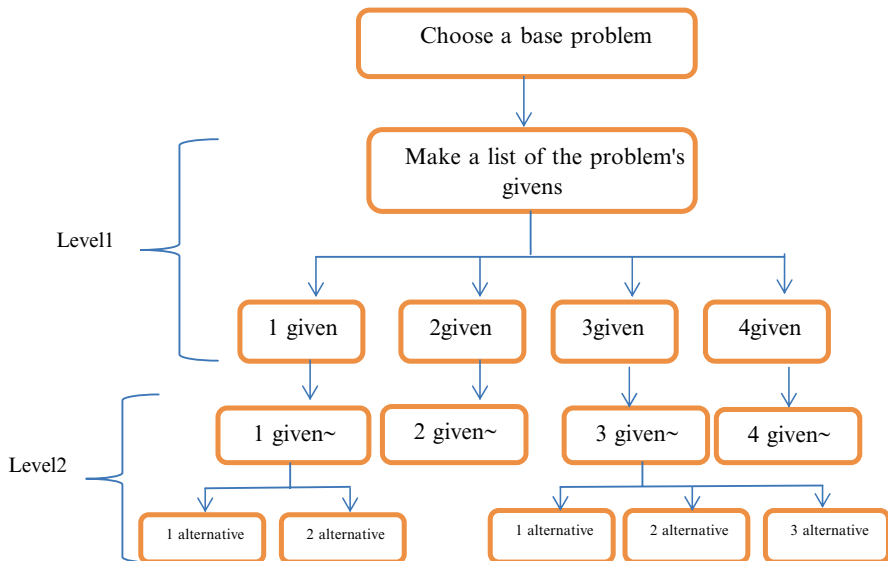 Choose a base problem
Make a list of the problem's
givens
Level1
1 given
2given
3given
4given
1 given~
2 given~
3 given~
4 given~
Level2
1 alternative
2 alternative
1 alternative
2 alternative
3 alternative